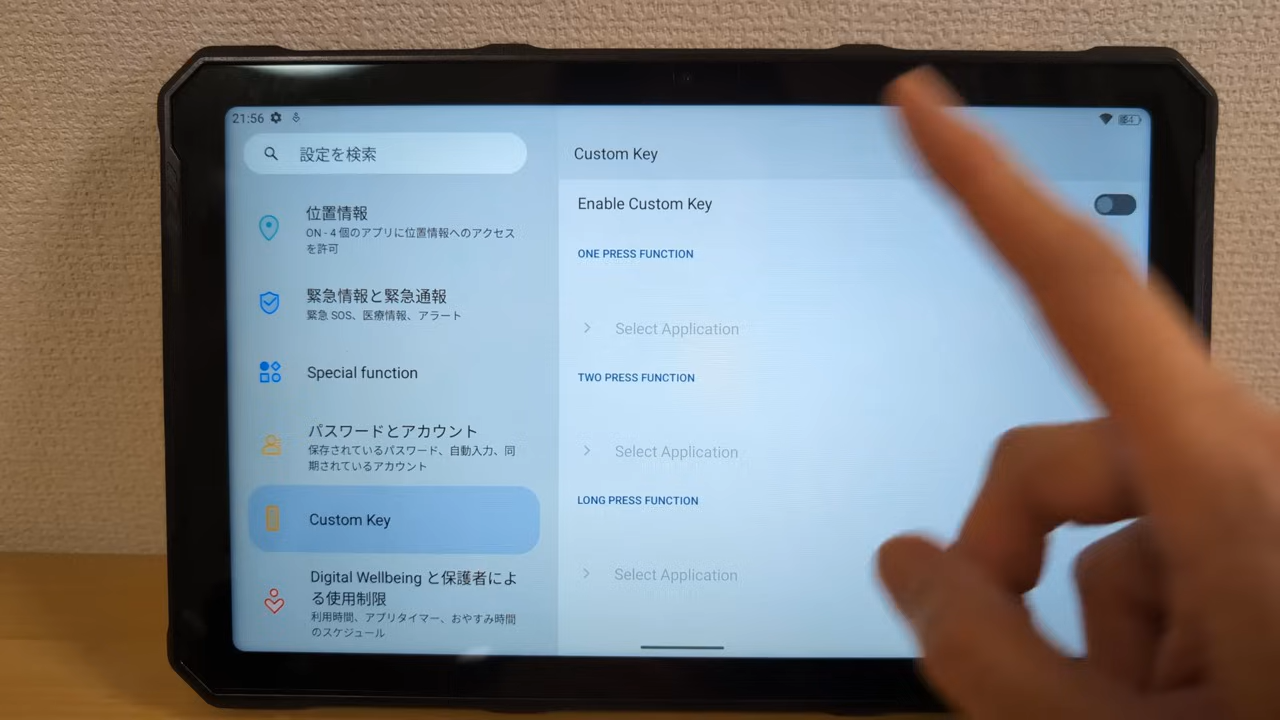 21:56
84
設定を検索
位置情報
ON - 4 個のアプリに位置情報へのアクセス
を許可
緊急情報と緊急通報
緊急 SOS、医療情報、アラート
Special function
パスワードとアカウント
保存されているパスワード、自動入力、同
期されているアカウント
Custom Key
Digital Wellbeing と保護者によ
る使用制限
利用時間、アプリタイマー、おやすみ時間
のスケジュール
Custom Key
Enable Custom Key
ONE PRESS FUNCTION
Select Application
TWO PRESS FUNCTION
Select Application
LONG PRESS FUNCTION
Select Application